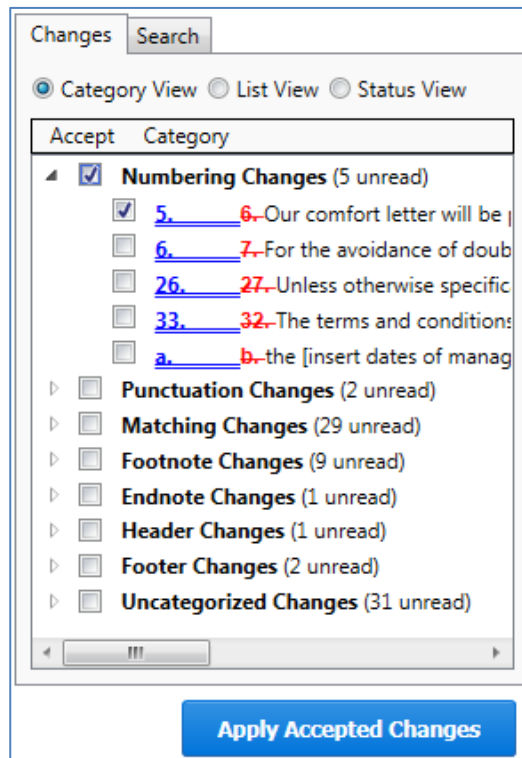 Changes Search
Category View List View Status View
Accept Category
Numbering Changes (5 unread)
5. 6. Our comfort letter will be
6. 7. For the avoidance of doub
26. 27. Unless otherwise specific
33. 32. The terms and conditions
a. b. the [insert dates of manag
Punctuation Changes (2 unread)
Matching Changes (29 unread)
Footnote Changes (9 unread)
Endnote Changes (1 unread)
Header Changes (1 unread)
Footer Changes (2 unread)
Uncategorized Changes (31 unread)
Apply Accepted Changes